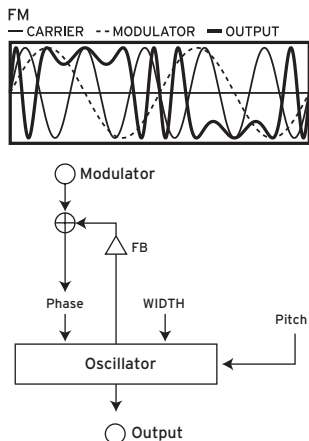 FM
CARRIER MODULATOR OUTPUT
Modulator
FB
Phase WIDTH
Pitch
Oscillator
Output